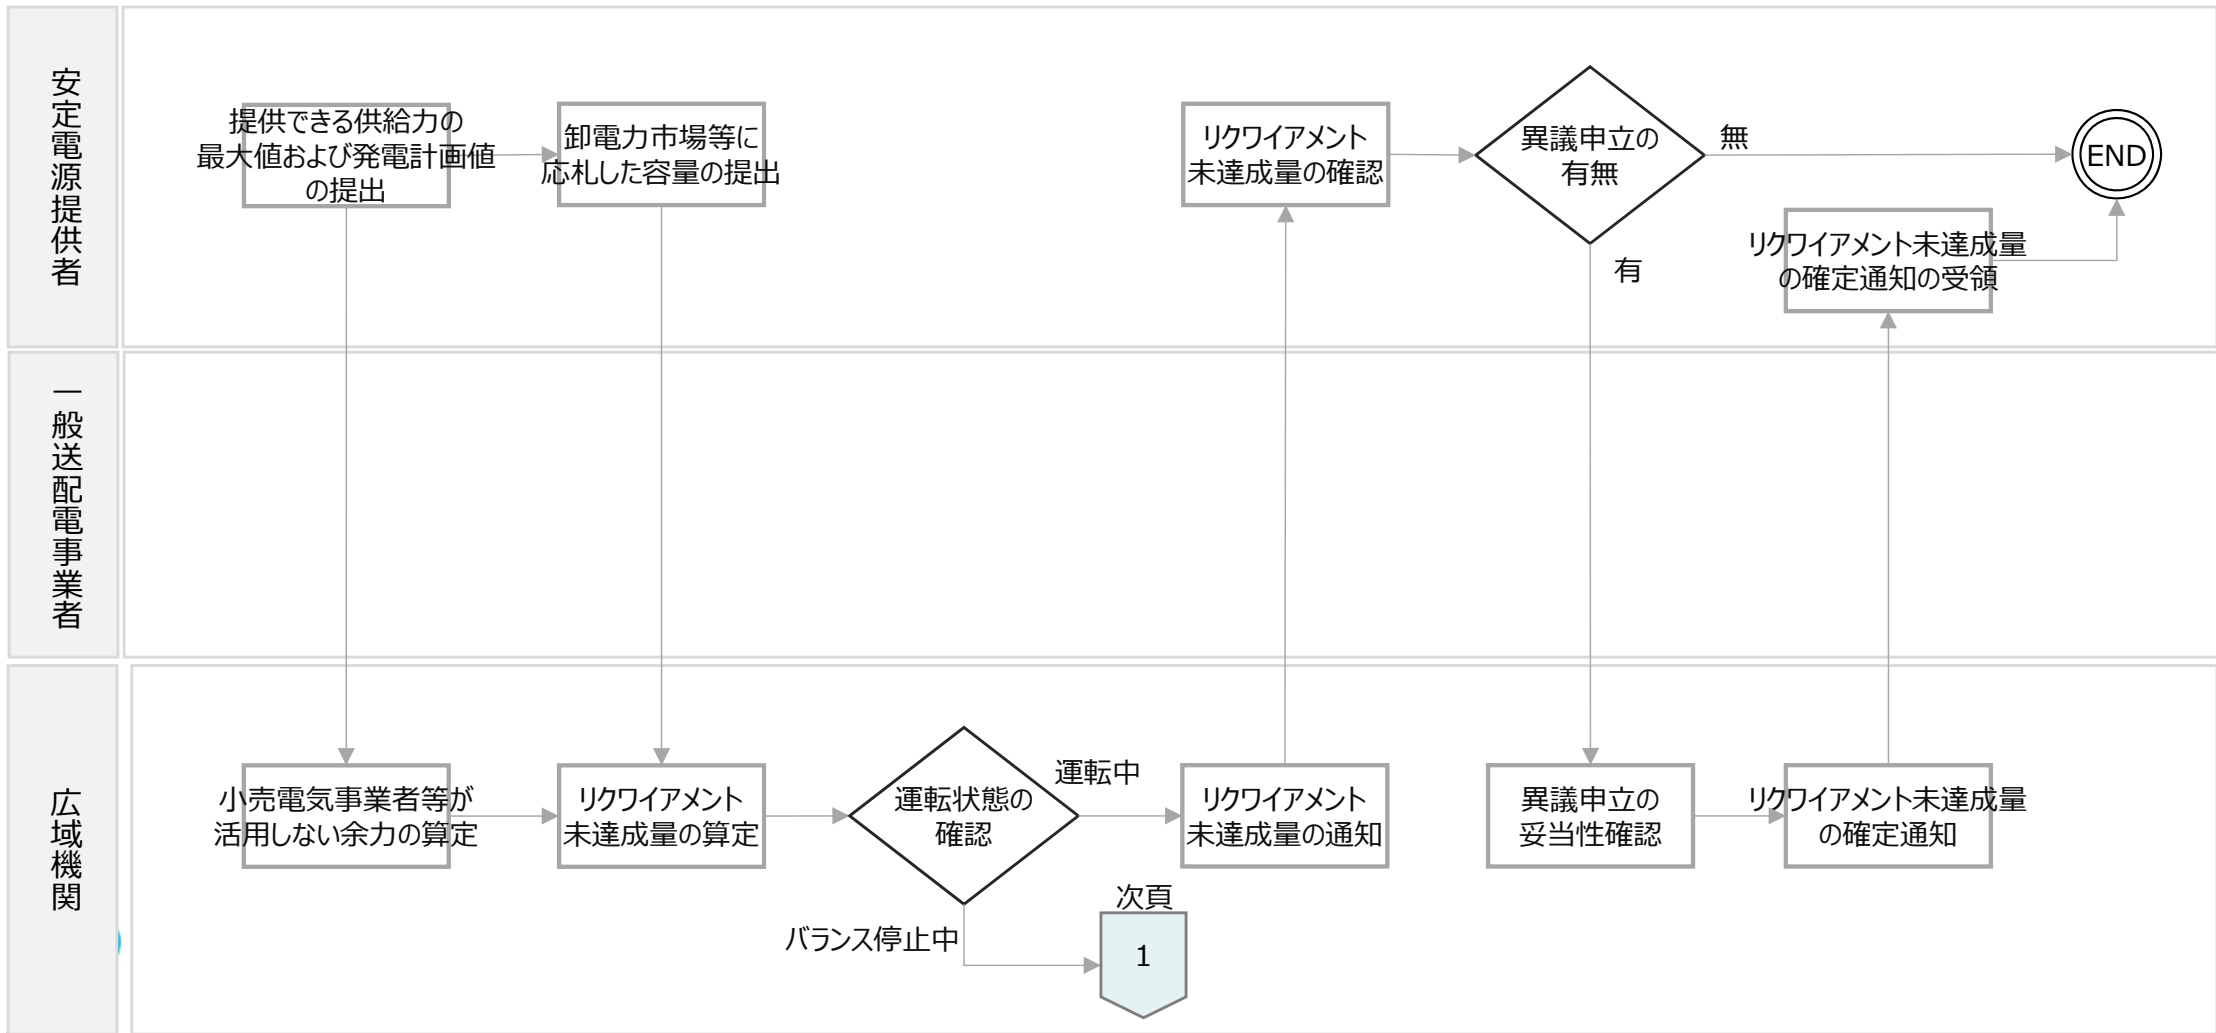 安定電源提供者
提供できる供給力の
最大値および発電計画値
の提出
卸電力市場等に
応札した容量の提出
リクワイアメント
未達成量の確認
異議申立の
有無
無
END
有
リクワイアメント未達成量
の確定通知の受領
一般送配電事業者
広域機関
小売電気事業者等が
活用しない余力の算定
リクワイアメント
未達成量の算定
運転状態の
確認
運転中
バランス停止中
次頁
1
リクワイアメント
未達成量の通知
異議申立の
妥当性確認
リクワイアメント未達成量
の確定通知